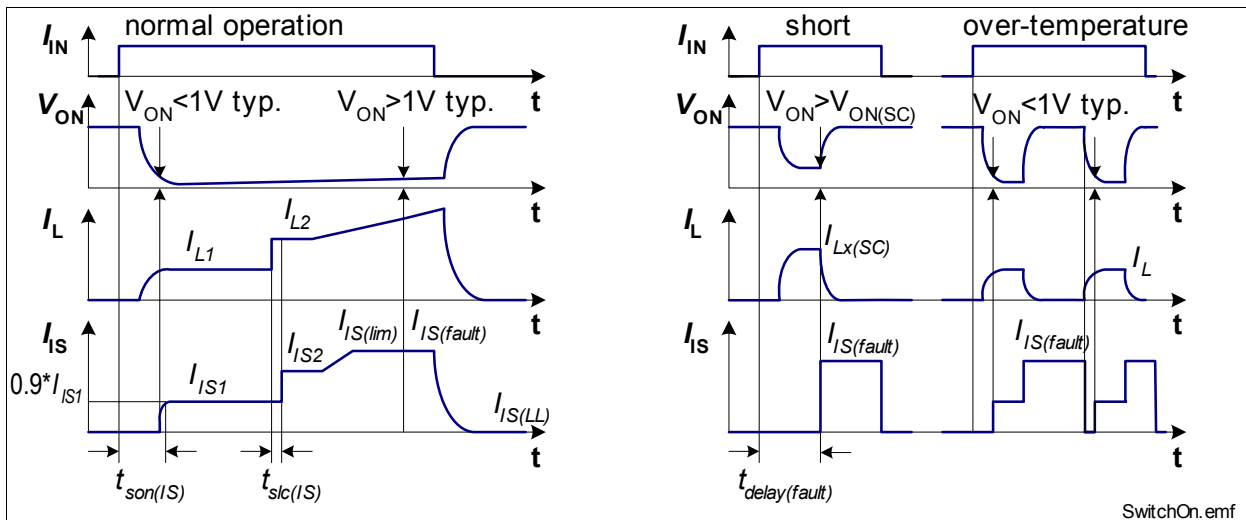 normal operation
short
over-temperature
IIN
t
IIN
t
VON
VON<1V typ.
VON>1V typ.
t
VON
VON>VON(SC)
VON<1V typ.
t
IL
IL1
IL2
t
IL
ILx(SC)
IL
t
IIS
0.9*IIS1
IIS1
IIS2
IIS(lim)
IIS(fault)
IIS(LL)
t
IIS
IIS(fault)
IIS(fault)
t
tson(IS)
tslc(IS)
tdelay(fault)
SwitchOn.emf